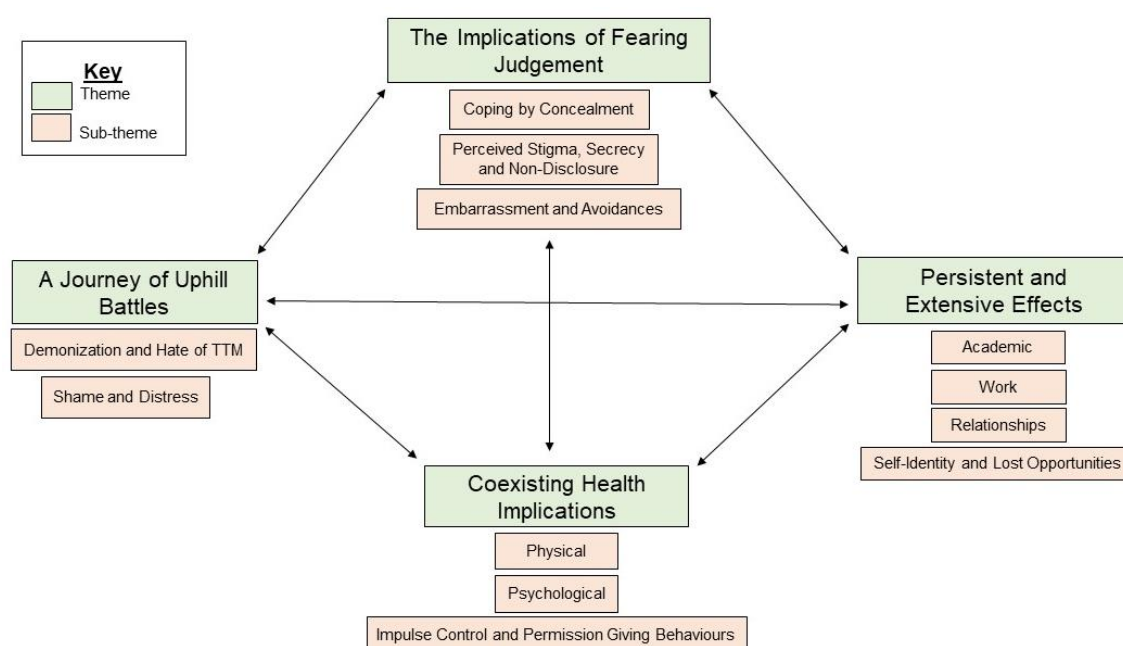 Key
Theme
Sub-theme
The Implications of Fearing
Judgement
Coping by Concealment
Perceived Stigma, Secrecy
and Non-Disclosure
Embarrassment and Avoidances
A Journey of Uphill
Battles
Demonization and Hate of TTM
Shame and Distress
Persistent and
Extensive Effects
Academic
Work
Relationships
Self-Identity and Lost Opportunities
Coexisting Health
Implications
Physical
Psychological
Impulse Control and Permission Giving Behaviours